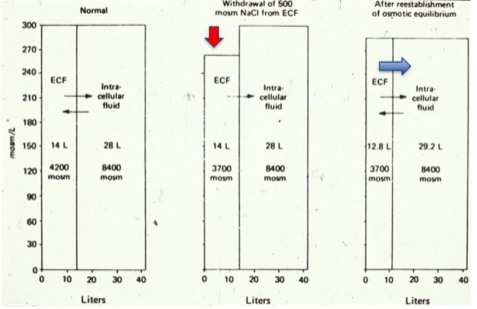 Normal
300
270
240
210
180
150
120
90
60
30
0
mosm/L
ECF
Intra-
cellular
fluid
14 L
28 L
4200
mosm
8400
mosm
0 10 20 30 40
Liters
Withdrawal of 500
mosm NaCl from ECF
ECF
Intra-
cellular
fluid
14 L
28 L
3700
mosm
8400
mosm
0 10 20 30 40
Liters
After reestablishment
of osmotic equilibrium
ECF
Intra-
cellular
fluid
12.8 L
29.2 L
3700
mosm
8400
mosm
0 10 20 30 40
Liters